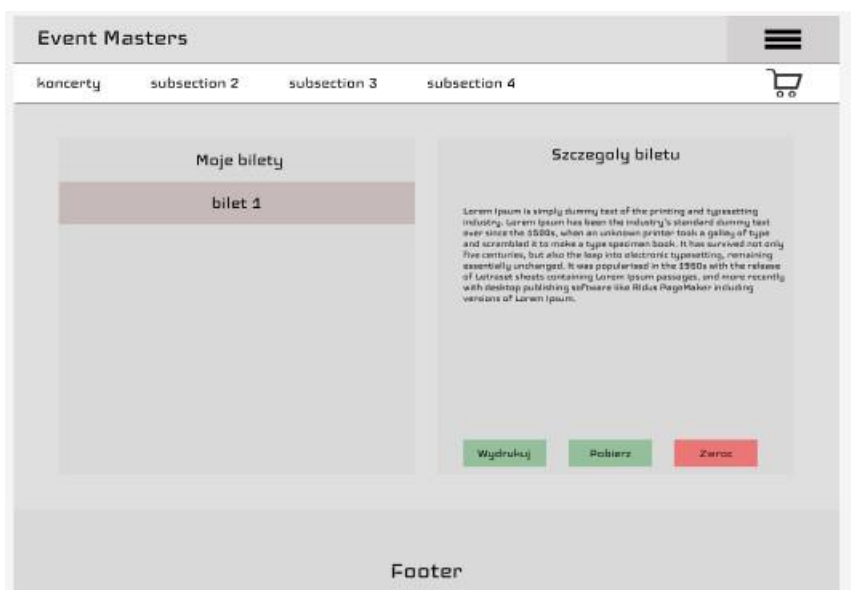 Event Masters
koncerty subsection 2 subsection 3 subsection 4
Moje bilety
bilet 1
Szczegoly biletu
Lorem Ipsum is simply dummy text of the printing and typesetting
industry. Lorem Ipsum has been the industry's standard dummy text
ever since the 1500s, when an unknown printer took a galley of type
and scrambled it to make a type specimen book. It has survived not only
five centuries, but also the leap into electronic typesetting, remaining
essentially unchanged. It was popularised in the 1960s with the release
of Letraset sheets containing Lorem Ipsum passages, and more recently
with desktop publishing software like Aldus PageMaker including
versions of Lorem Ipsum.
Wydrukuj Pobierz Zwroc
Footer